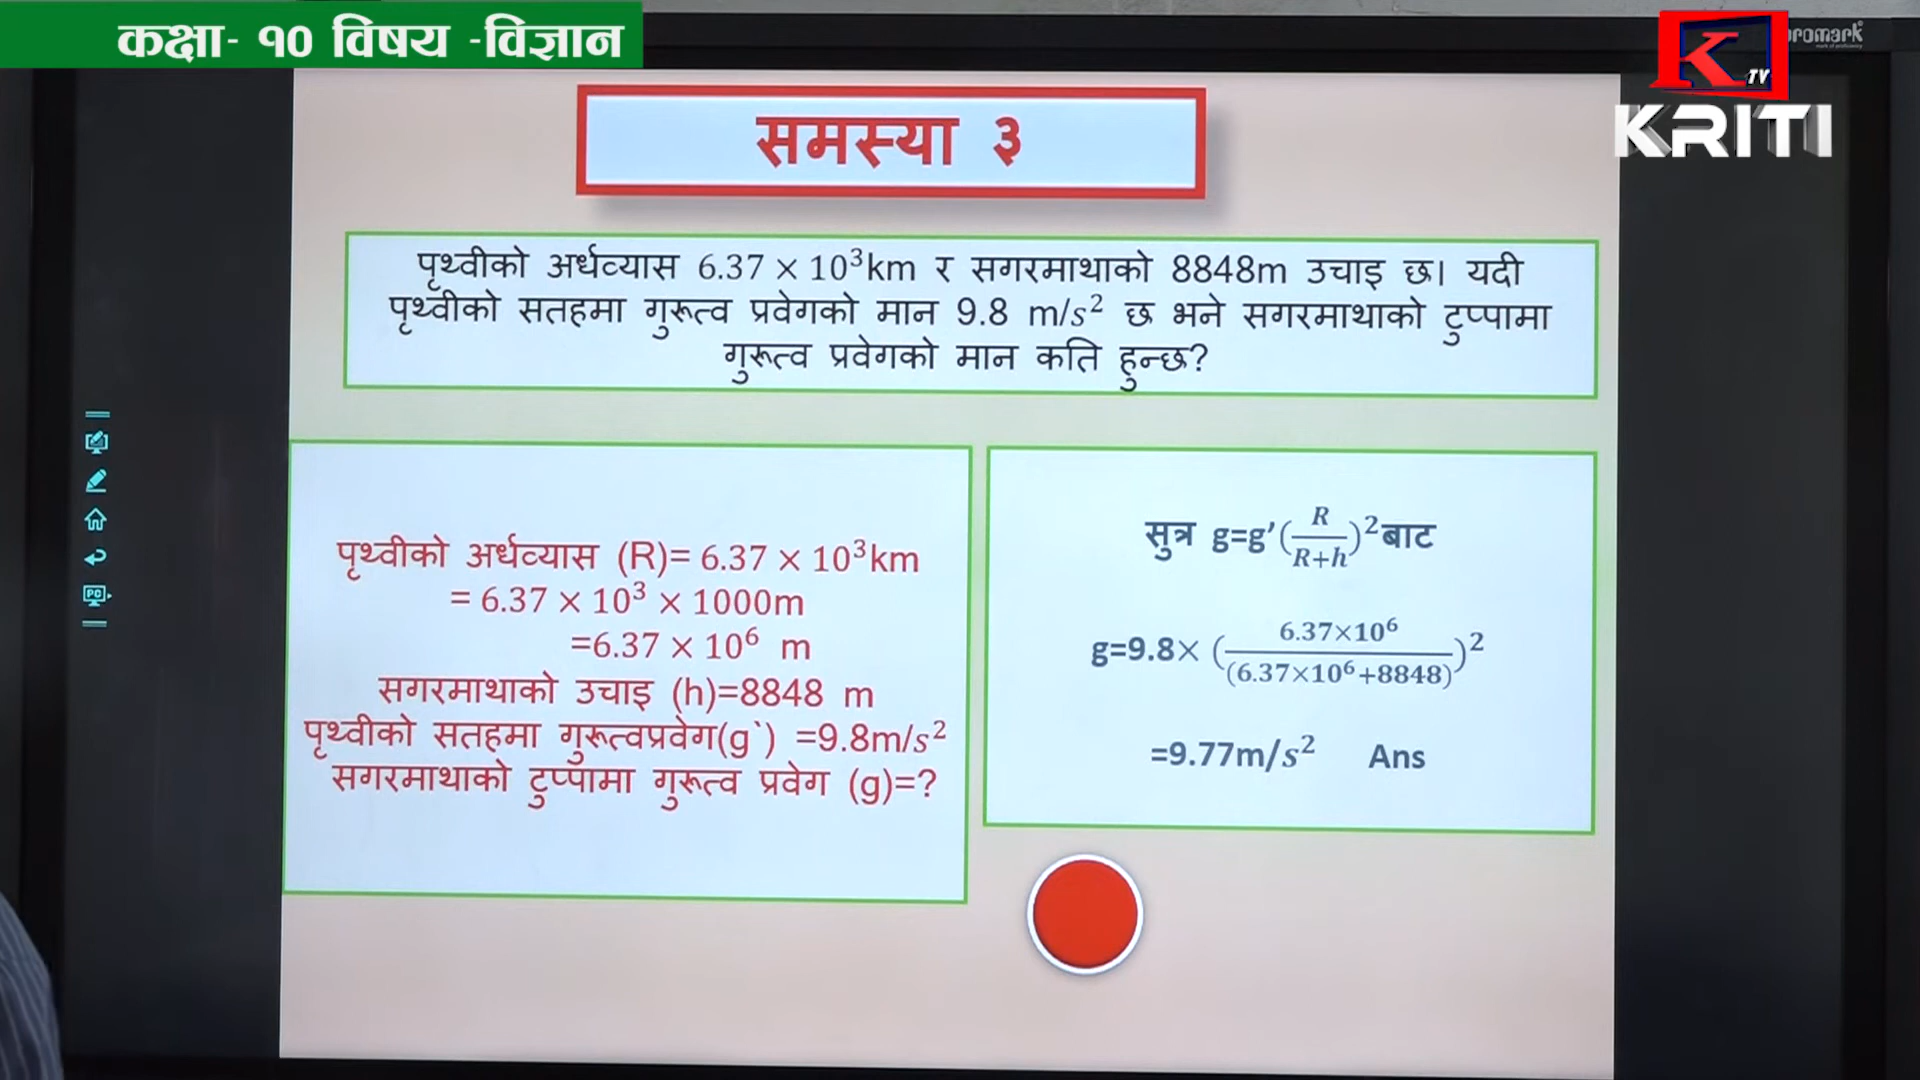 कक्षा- १० विषय -विज्ञान
K TV
KRITI
समस्या ३
पृथ्वीको अर्धव्यास 6.37 × 10³km र सगरमाथाको 8848m उचाइ छ। यदी
पृथ्वीको सतहमा गुरूत्व प्रवेगको मान 9.8 m/s² छ भने सगरमाथाको टुप्पामा
गुरूत्व प्रवेगको मान कति हुन्छ?
पृथ्वीको अर्धव्यास (R)= 6.37 × 10³km
= 6.37 × 10³ × 1000m
=6.37 × 10⁶ m
सगरमाथाको उचाइ (h)=8848 m
पृथ्वीको सतहमा गुरूत्वप्रवेग(g`) =9.8m/s²
सगरमाथाको टुप्पामा गुरूत्व प्रवेग (g)=?
सुत्र g=g'(R/R+h)²बाट
g=9.8× (6.37×10⁶/(6.37×10⁶+8848))²
=9.77m/s² Ans
PC